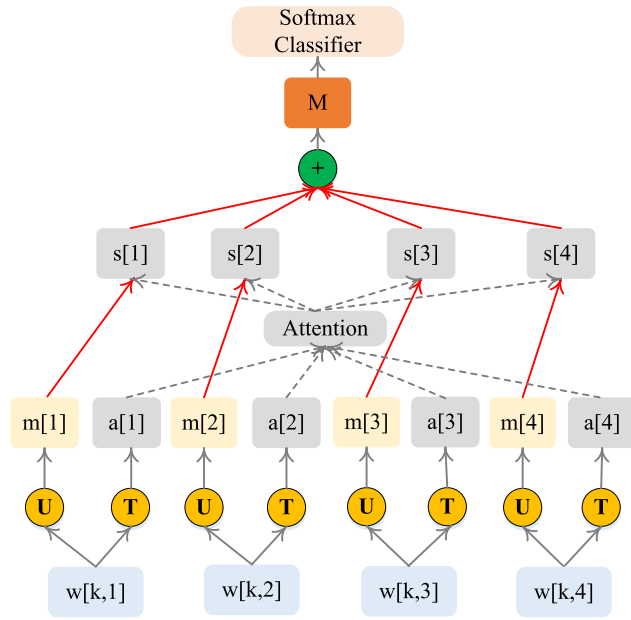 Softmax
Classifier
M
+
s[1] s[2] s[3] s[4]
Attention
m[1] a[1] m[2] a[2] m[3] a[3] m[4] a[4]
U T U T U T U T
w[k,1] w[k,2] w[k,3] w[k,4]